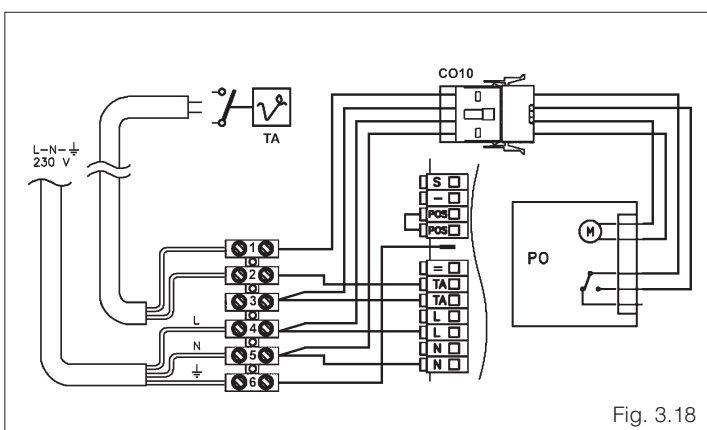 CO10
TA
L-N-⏚
230 V
S
–
POS
POS
=
TA
TA
L
L
N
N
1
2
3
L 4
N 5
⏚ 6
M
PO
Fig. 3.18